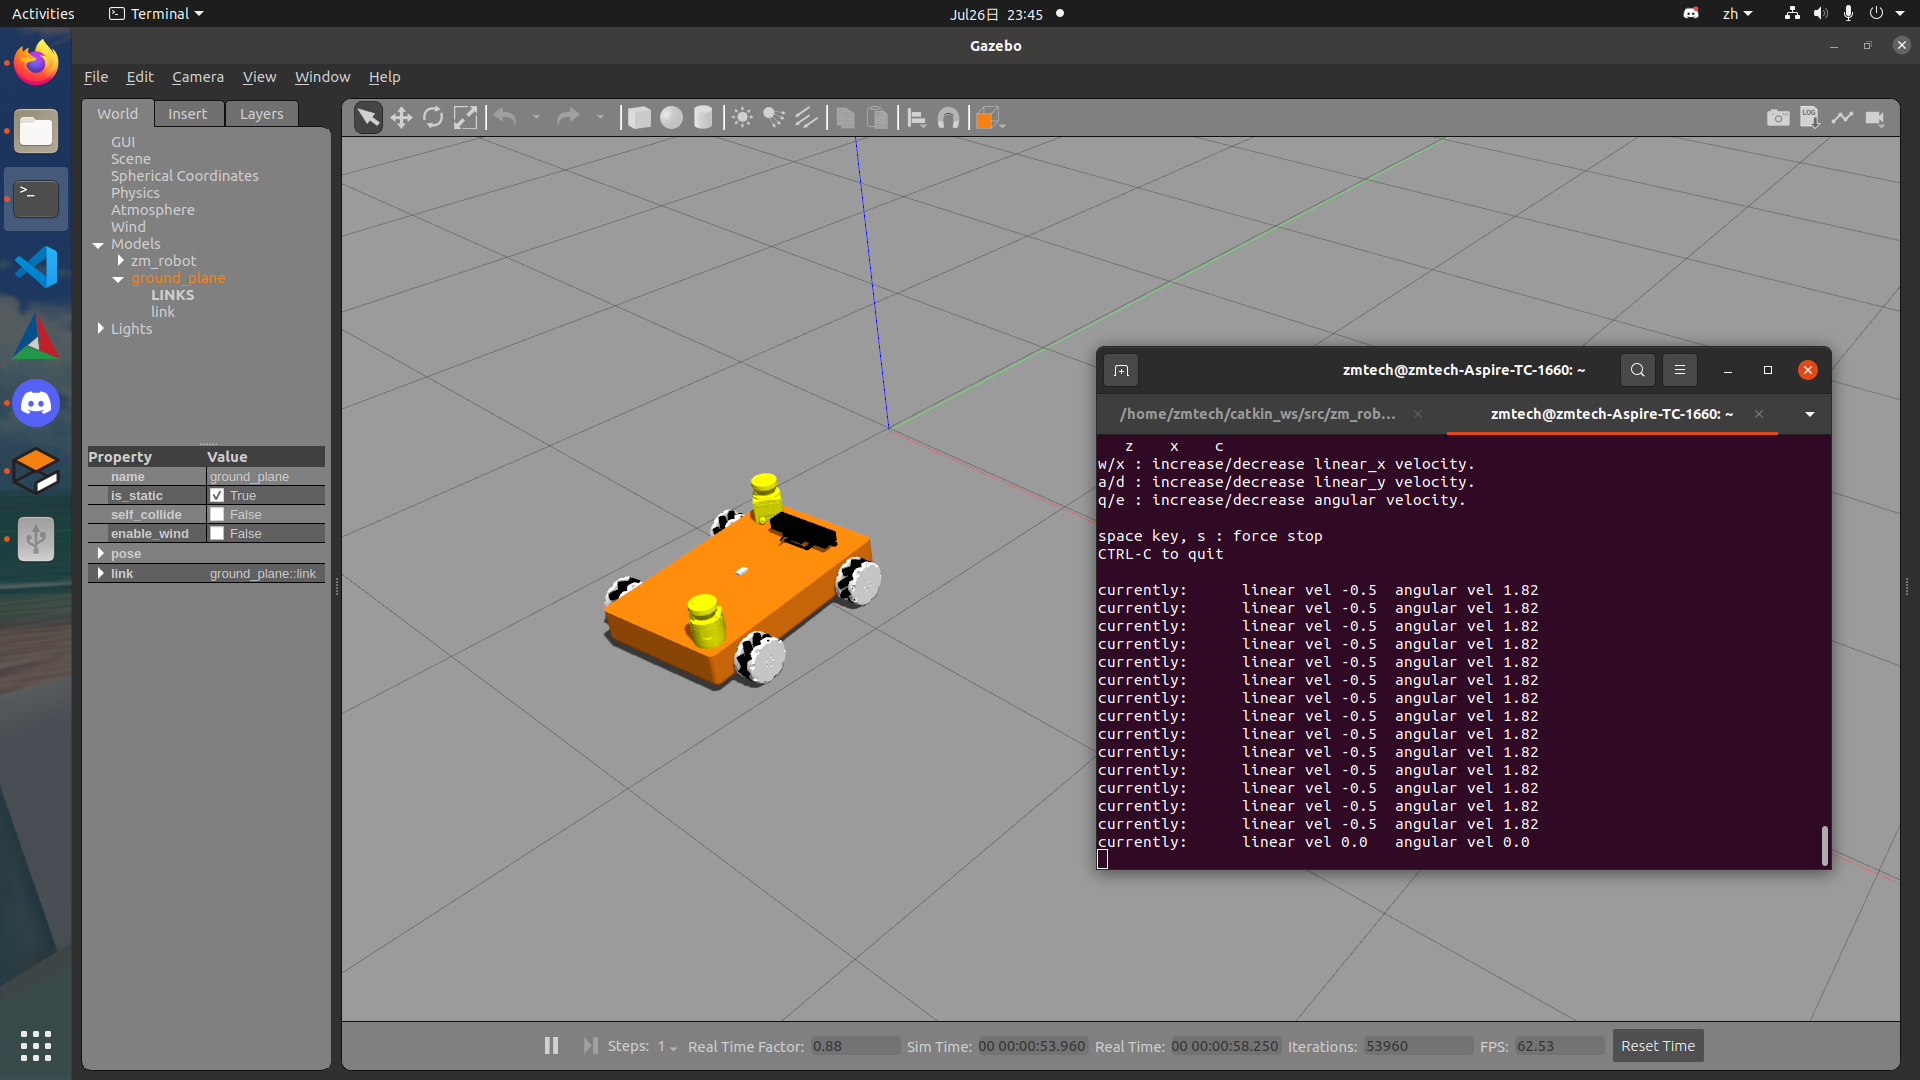 Activities
Terminal
Jul26日 23:45
zh
Gazebo
File Edit Camera View Window Help
World Insert Layers
GUI
Scene
Spherical Coordinates
Physics
Atmosphere
Wind
Models
zm_robot
ground_plane
LINKS
link
Lights
Property Value
name ground_plane
is_static True
self_collide False
enable_wind False
pose
link ground_plane::link
LOG
zmtech@zmtech-Aspire-TC-1660: ~
/home/zmtech/catkin_ws/src/zm_rob...
zmtech@zmtech-Aspire-TC-1660: ~
z x c
w/x : increase/decrease linear_x velocity.
a/d : increase/decrease linear_y velocity.
q/e : increase/decrease angular velocity.
space key, s : force stop
CTRL-C to quit
currently: linear vel -0.5 angular vel 1.82
currently: linear vel -0.5 angular vel 1.82
currently: linear vel -0.5 angular vel 1.82
currently: linear vel -0.5 angular vel 1.82
currently: linear vel -0.5 angular vel 1.82
currently: linear vel -0.5 angular vel 1.82
currently: linear vel -0.5 angular vel 1.82
currently: linear vel -0.5 angular vel 1.82
currently: linear vel -0.5 angular vel 1.82
currently: linear vel -0.5 angular vel 1.82
currently: linear vel -0.5 angular vel 1.82
currently: linear vel -0.5 angular vel 1.82
currently: linear vel -0.5 angular vel 1.82
currently: linear vel -0.5 angular vel 1.82
currently: linear vel 0.0 angular vel 0.0
Steps: 1 Real Time Factor: 0.88 Sim Time: 00 00:00:53.960 Real Time: 00 00:00:58.250 Iterations: 53960 FPS: 62.53 Reset Time